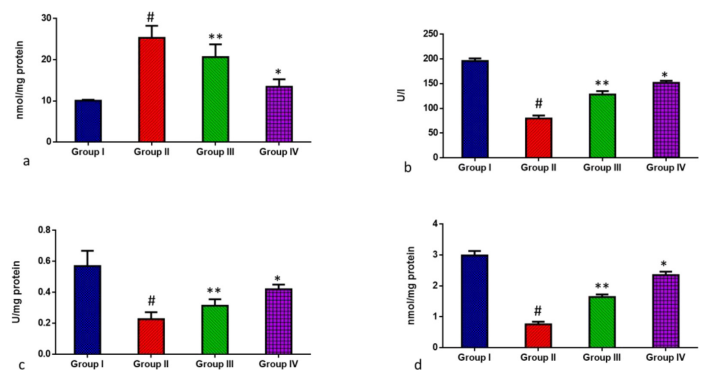 30
20
10
0
nmol/mg protein
#
**
*
Group I Group II Group III Group IV
a
250
200
150
100
50
0
U/l
#
**
*
Group I Group II Group III Group IV
b
0.8
0.6
0.4
0.2
0.0
U/mg protein
#
**
*
Group I Group II Group III Group IV
c
4
3
2
1
0
nmol/mg protein
#
**
*
Group I Group II Group III Group IV
d